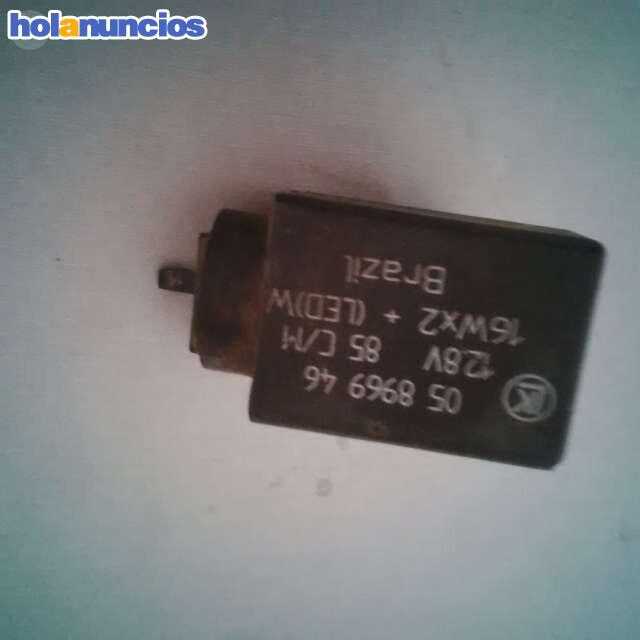 holanuncios
05 8969 46
12.8V 85 C/M
16Wx2 + (LED)W
Brazil